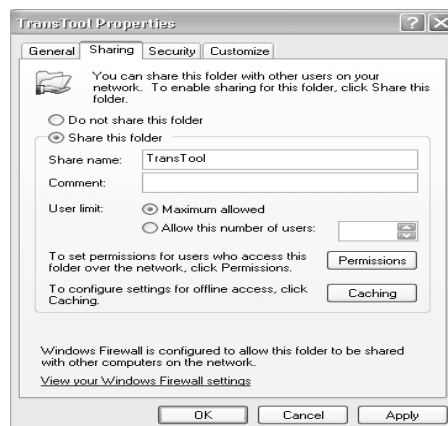 TransTool Properties
General Sharing Security Customize
You can share this folder with other users on your
network. To enable sharing for this folder, click Share this
folder.
Do not share this folder
Share this folder
Share name: TransTool
Comment:
User limit: Maximum allowed
Allow this number of users:
To set permissions for users who access this
folder over the network, click Permissions.
Permissions
To configure settings for offline access, click
Caching.
Caching
Windows Firewall is configured to allow this folder to be shared
with other computers on the network.
View your Windows Firewall settings
OK Cancel Apply